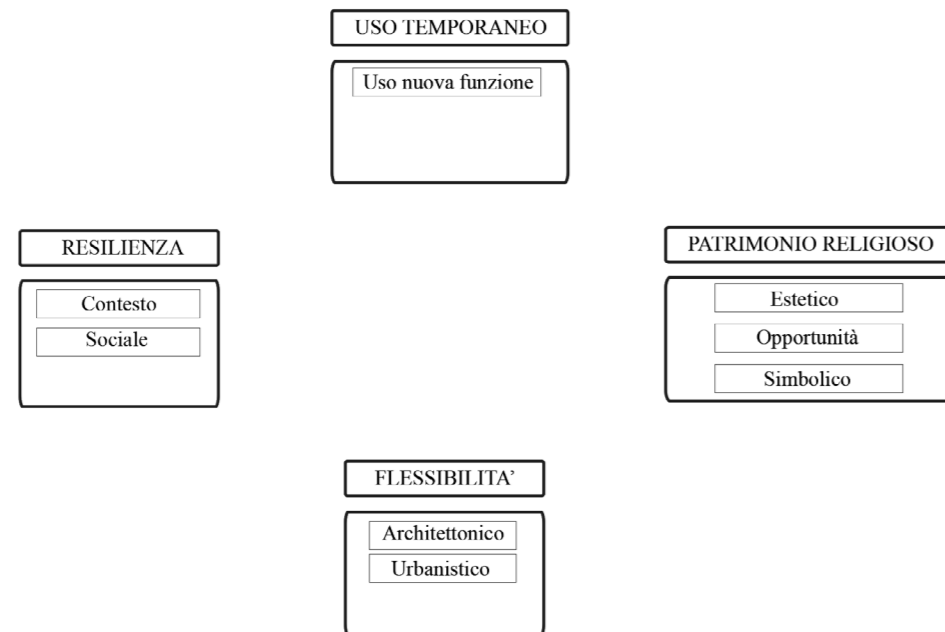 USO TEMPORANEO
Uso nuova funzione
RESILIENZA
Contesto
Sociale
PATRIMONIO RELIGIOSO
Estetico
Opportunità
Simbolico
FLESSIBILITA’
Architettonico
Urbanistico